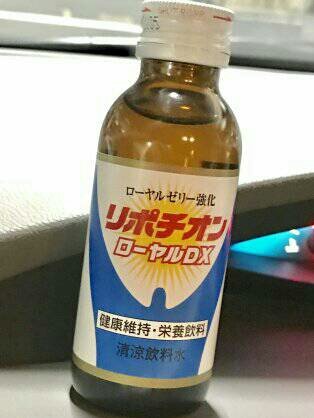 ローヤルゼリー強化
リポチオン
ローヤルDX
健康維持・栄養飲料
清涼飲料水